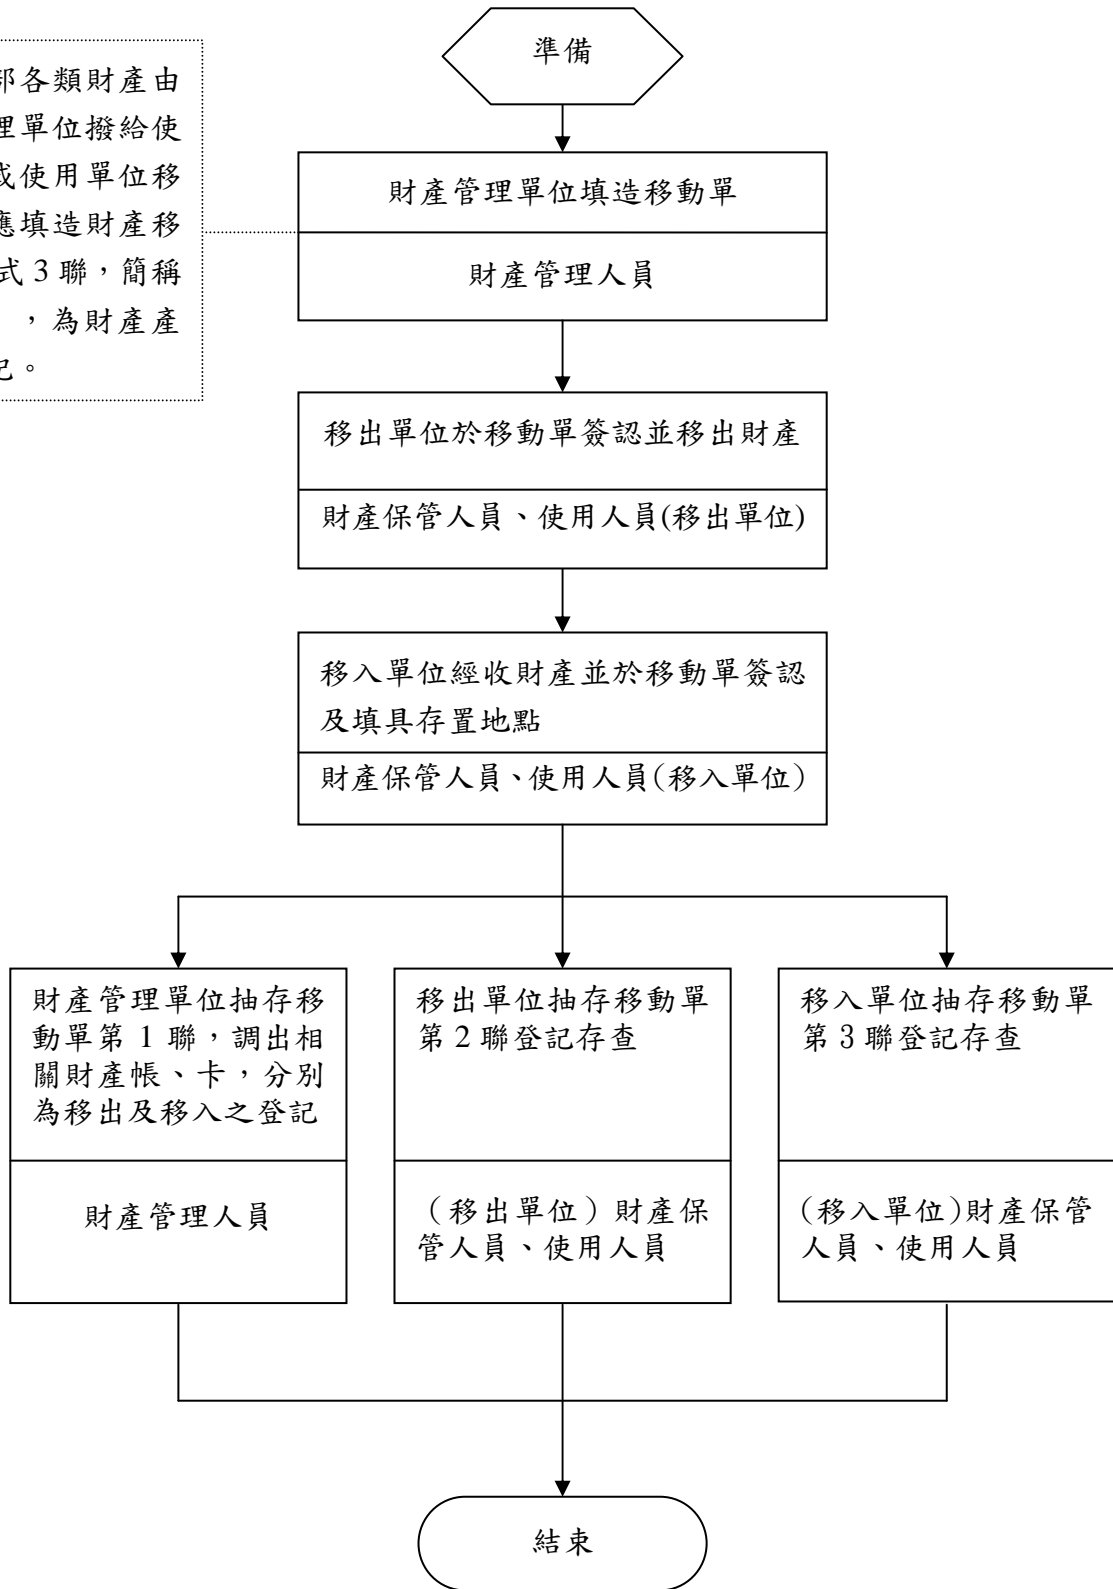 準備
部各類財產由
理單位撥給使
或使用單位移
應填造財產移
式3聯，簡稱
，為財產產
記。
財產管理單位填造移動單
財產管理人員
移出單位於移動單簽認並移出財產
財產保管人員、使用人員(移出單位)
移入單位經收財產並於移動單簽認
及填具存置地點
財產保管人員、使用人員(移入單位)
財產管理單位抽存移
動單第1聯，調出相
關財產帳、卡，分別
為移出及移入之登記
財產管理人員
移出單位抽存移動單
第2聯登記存查
（移出單位）財產保
管人員、使用人員
移入單位抽存移動單
第3聯登記存查
(移入單位)財產保管
人員、使用人員
結束